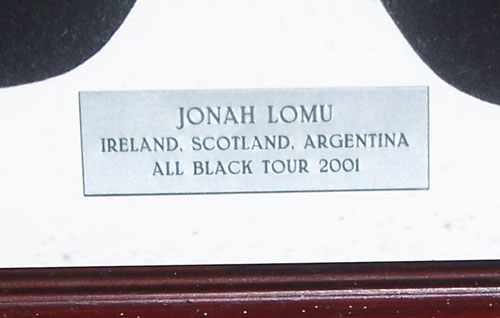 JONAH LOMU
IRELAND, SCOTLAND, ARGENTINA
ALL BLACK TOUR 2001